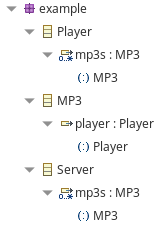 example
Player
mp3s : MP3
(:) MP3
MP3
player : Player
(:) Player
Server
mp3s : MP3
(:) MP3